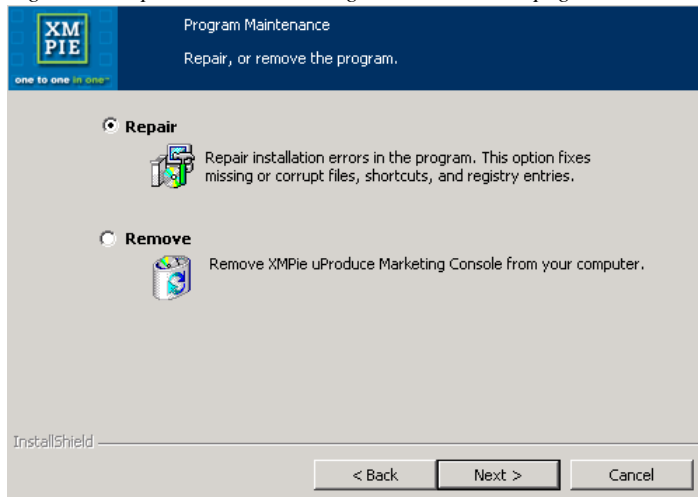 XM
PIE
one to one in one
Program Maintenance
Repair, or remove the program.
Repair
Repair installation errors in the program. This option fixes
missing or corrupt files, shortcuts, and registry entries.
Remove
Remove XMPie uProduce Marketing Console from your computer.
InstallShield
< Back
Next >
Cancel